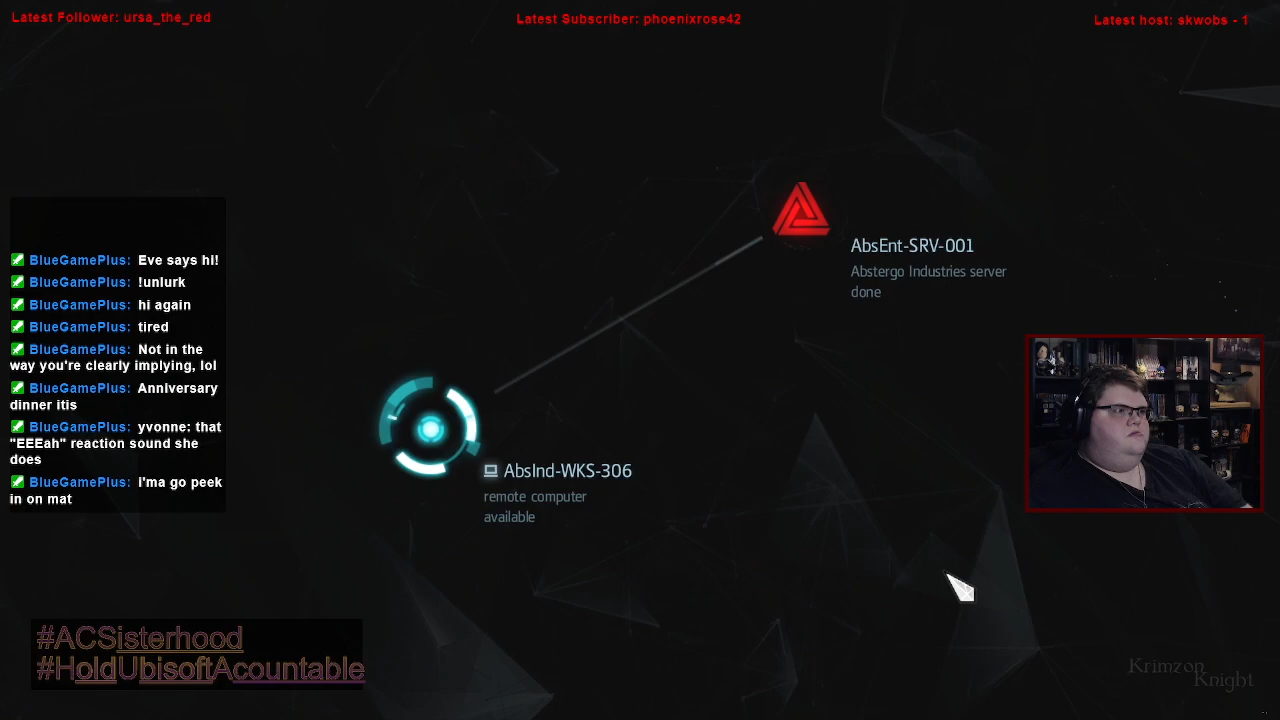 Latest Follower: ursa_the_red
Latest Subscriber: phoenixrose42
Latest host: skwobs - 1
AbsEnt-SRV-001
Abstergo Industries server
done
BlueGamePlus: Eve says hi!
BlueGamePlus: !unlurk
BlueGamePlus: hi again
BlueGamePlus: tired
BlueGamePlus: Not in the
way you're clearly implying, lol
BlueGamePlus: Anniversary
dinner itis
BlueGamePlus: yvonne: that
"EEEah" reaction sound she
does
BlueGamePlus: I'ma go peek
in on mat
AbsInd-WKS-306
remote computer
available
#ACSisterhood
#HoldUbisoftAcountable
Krimzon
Knight